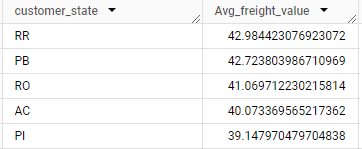 customer_state Avg_freight_value
RR 42.984423076923072
PB 42.723803986710969
RO 41.069712230215814
AC 40.073369565217362
PI 39.147970479704838